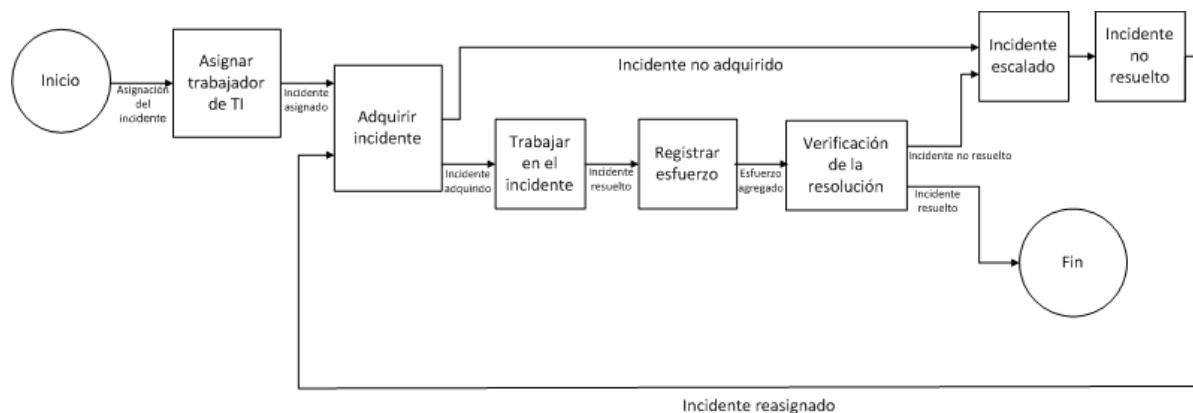 Inicio
Asignación
del
incidente
Asignar
trabajador
de TI
Incidente
asignado
Adquirir
incidente
Incidente no adquirido
Incidente
adquirido
Trabajar
en el
incidente
Incidente
resuelto
Registrar
esfuerzo
Esfuerzo
agregado
Verificación
de la
resolución
Incidente no resuelto
Incidente
resuelto
Incidente
escalado
Incidente
no
resuelto
Fin
Incidente reasignado